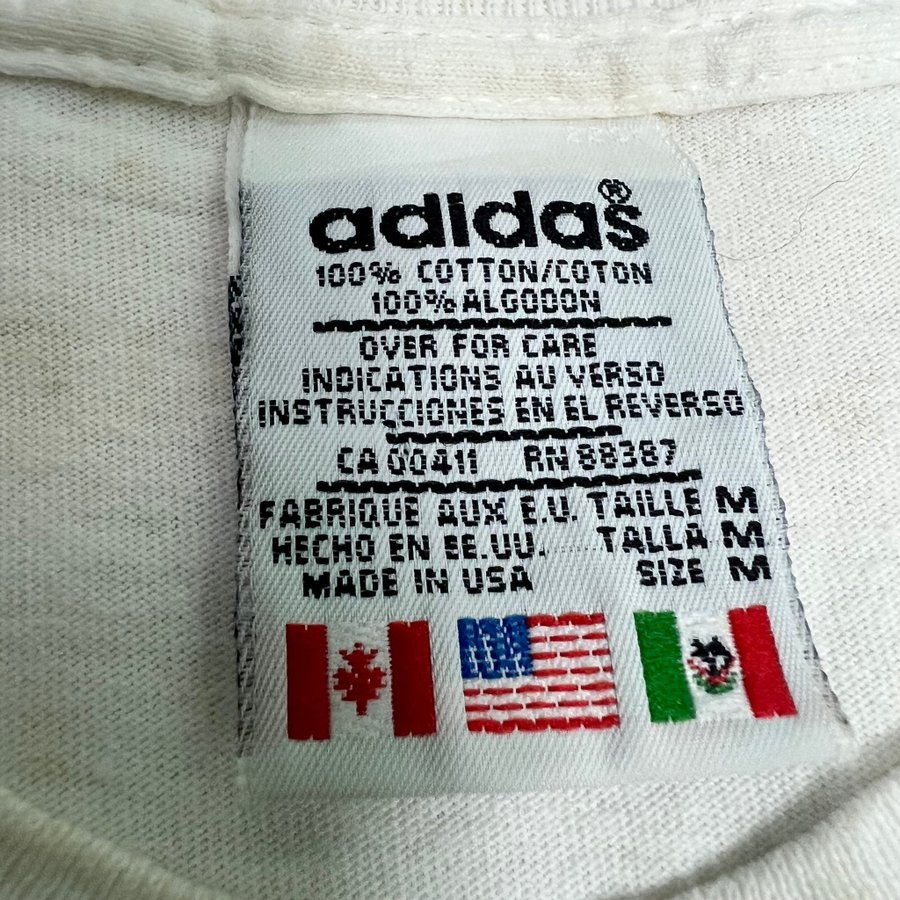 adidas®
100% COTTON/COTON
100% ALGODON
OVER FOR CARE
INDICATIONS AU VERSO
INSTRUCCIONES EN EL REVERSO
CA 00411 RN 88387
FABRIQUE AUX E.U. TAILLE M
HECHO EN EE.UU. TALLA M
MADE IN USA SIZE M